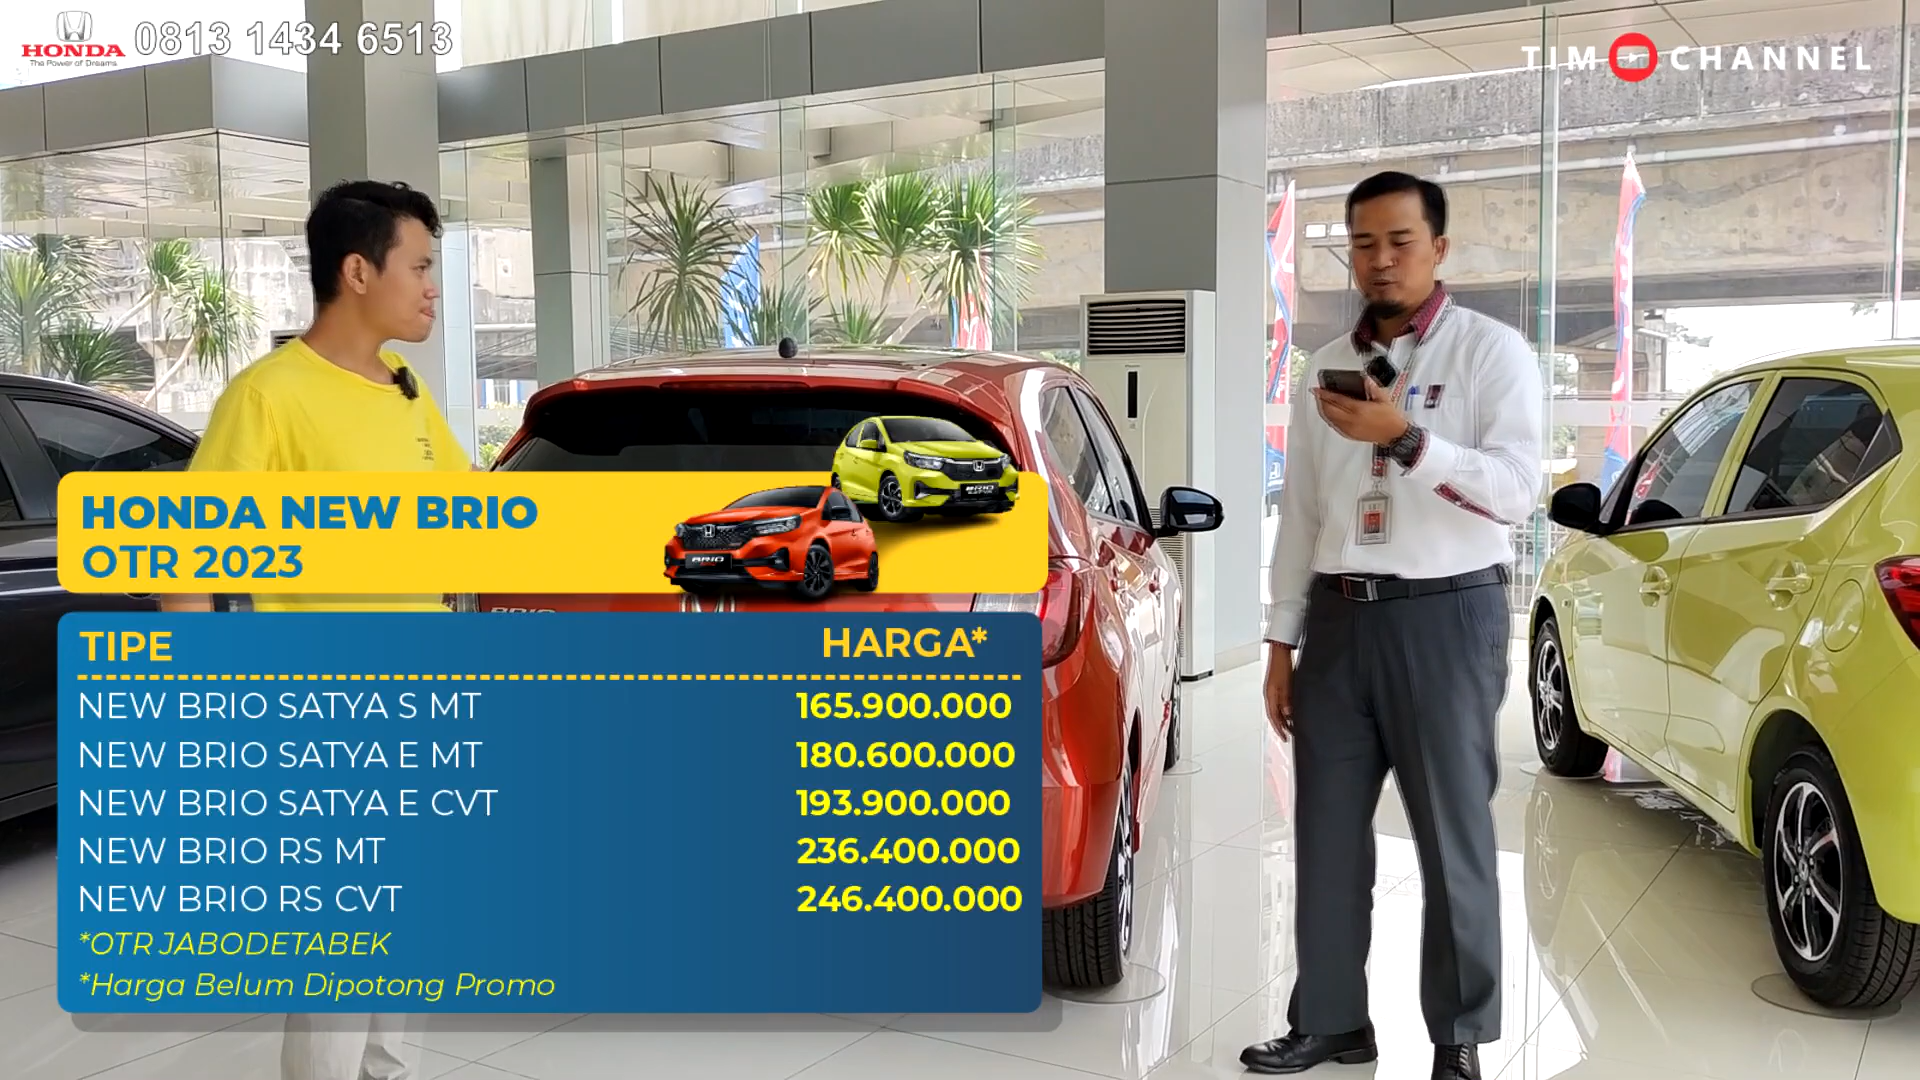 HONDA
The Power of Dreams
0813 1434 6513
TIM CHANNEL
HONDA NEW BRIO
OTR 2023
BRIO
BRIO
BRIO
TIPE HARGA*
NEW BRIO SATYA S MT 165.900.000
NEW BRIO SATYA E MT 180.600.000
NEW BRIO SATYA E CVT 193.900.000
NEW BRIO RS MT 236.400.000
NEW BRIO RS CVT 246.400.000
*OTR JABODETABEK
*Harga Belum Dipotong Promo